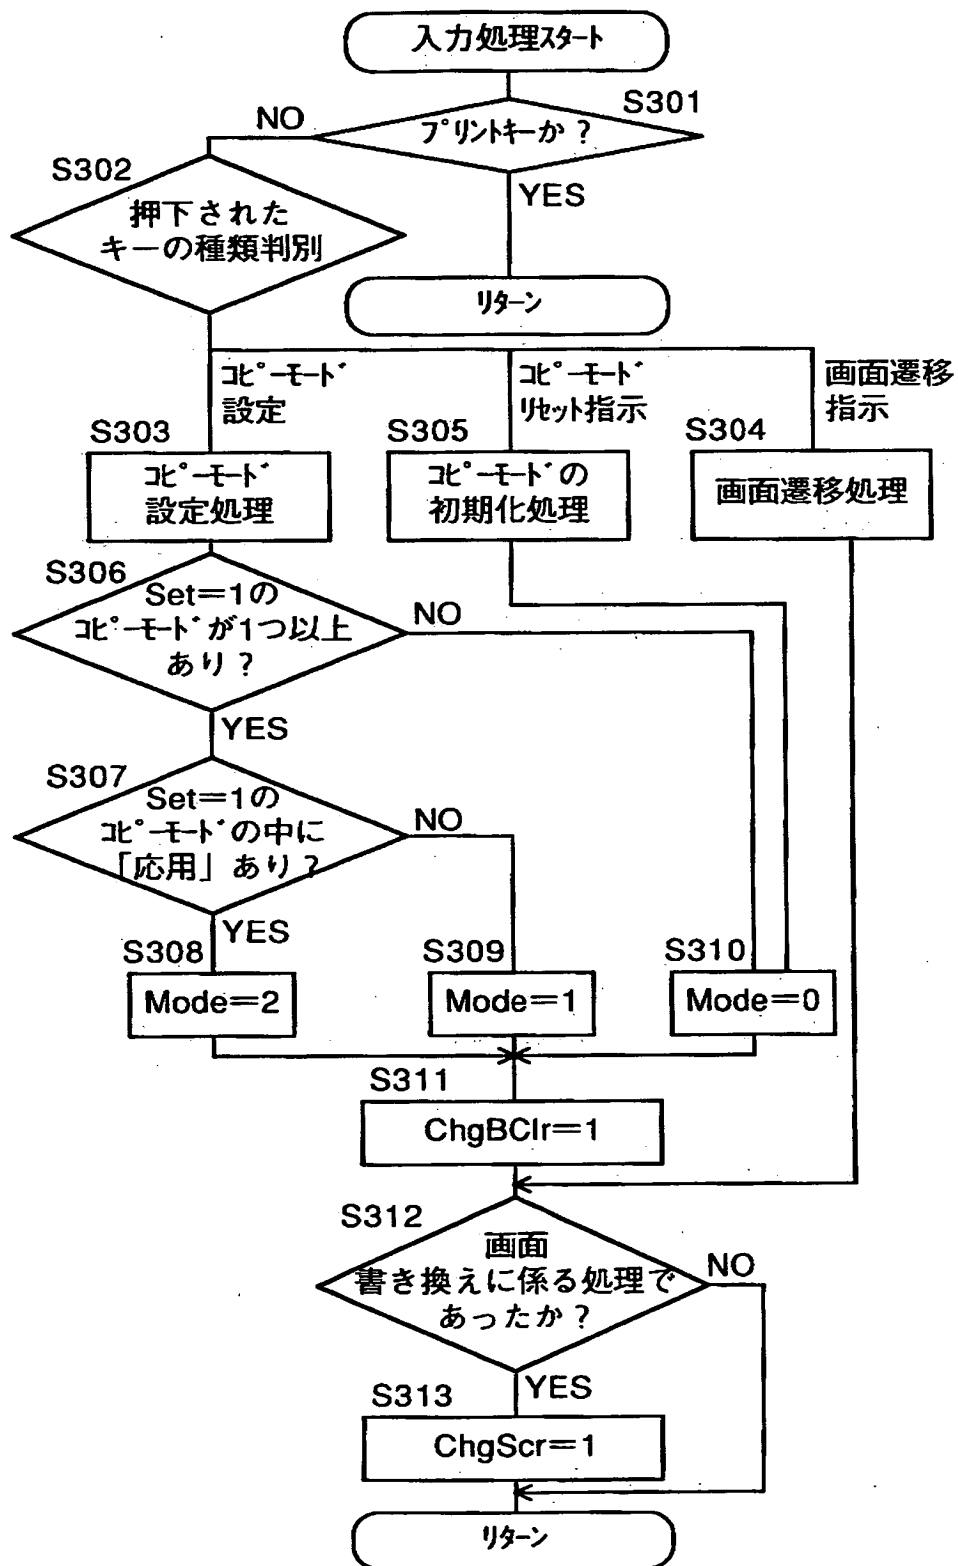 入力処理スタート
S301
NO
プリントキーか？
YES
S302
押下された
キーの種類判別
リターン
コピーモード
設定
コピーモード
リセット指示
画面遷移
指示
S303
コピーモード
設定処理
S305
コピーモードの
初期化処理
S304
画面遷移処理
S306
Set=1の
コピーモードが1つ以上
あり？
NO
YES
S307
Set=1の
コピーモードの中に
「応用」あり？
NO
YES
S308
Mode=2
S309
Mode=1
S310
Mode=0
S311
ChgBClr=1
S312
画面
書き換えに係る処理で
あったか？
NO
YES
S313
ChgScr=1
リターン